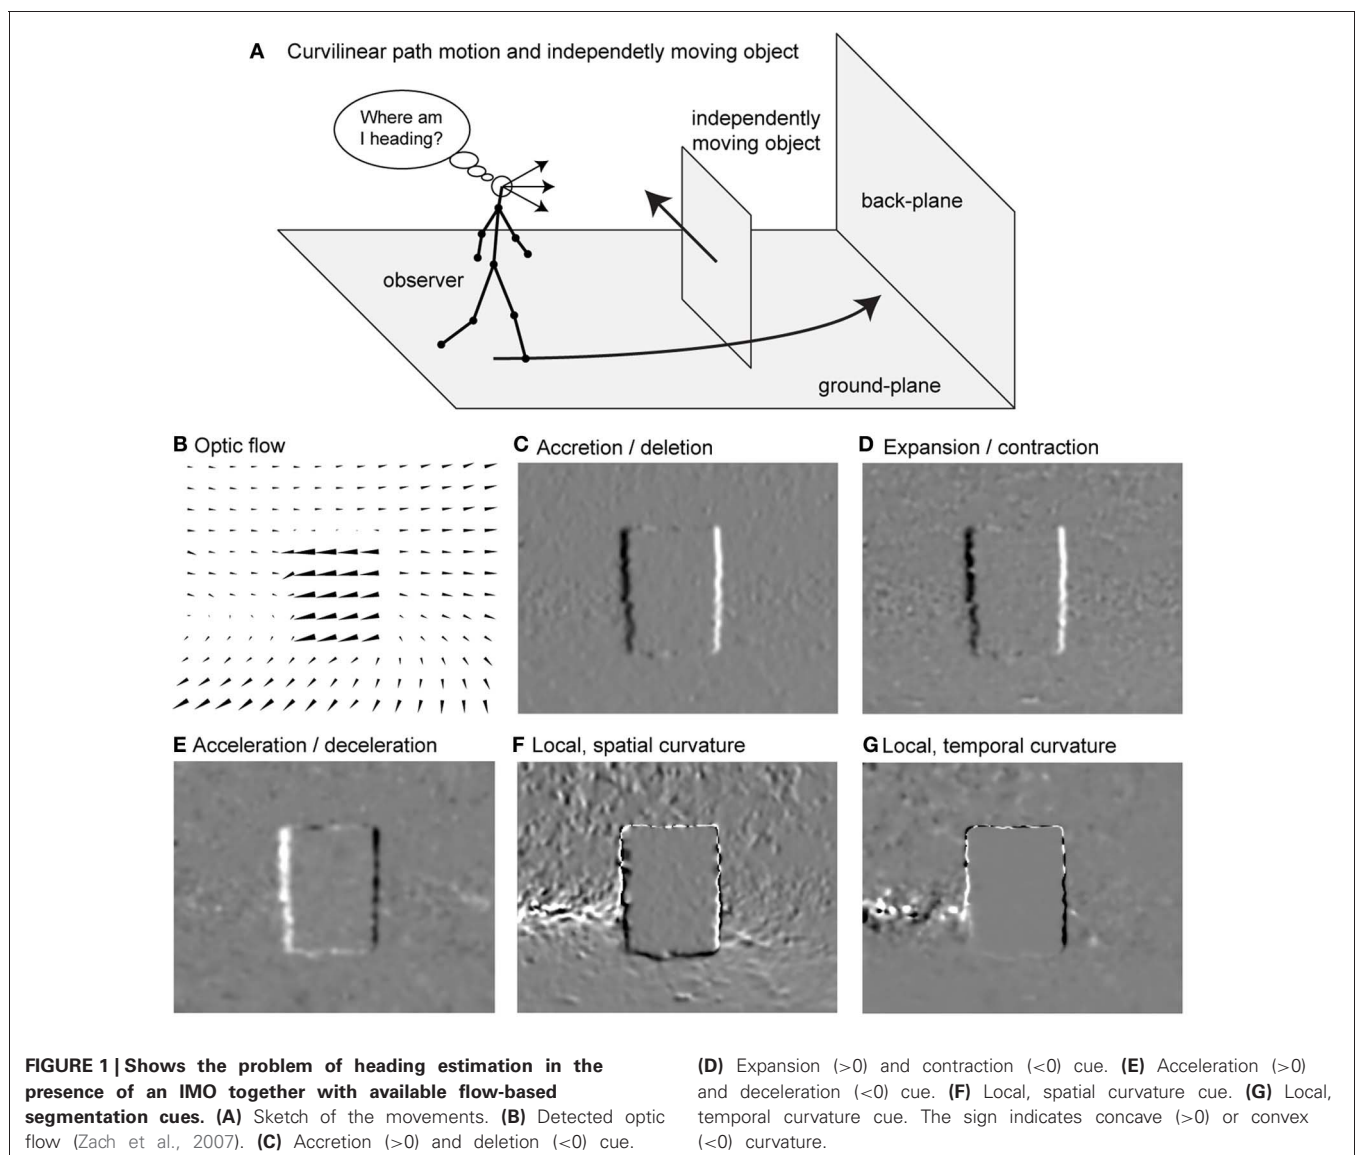 A Curvilinear path motion and independetly moving object
Where am
I heading?
independently
moving object
back-plane
observer
ground-plane
B Optic flow
C Accretion / deletion
D Expansion / contraction
E Acceleration / deceleration
F Local, spatial curvature
G Local, temporal curvature
FIGURE 1 | Shows the problem of heading estimation in the
presence of an IMO together with available flow-based
segmentation cues. (A) Sketch of the movements. (B) Detected optic
flow (Zach et al., 2007). (C) Accretion (>0) and deletion (<0) cue.
(D) Expansion (>0) and contraction (<0) cue. (E) Acceleration (>0)
and deceleration (<0) cue. (F) Local, spatial curvature cue. (G) Local,
temporal curvature cue. The sign indicates concave (>0) or convex
(<0) curvature.